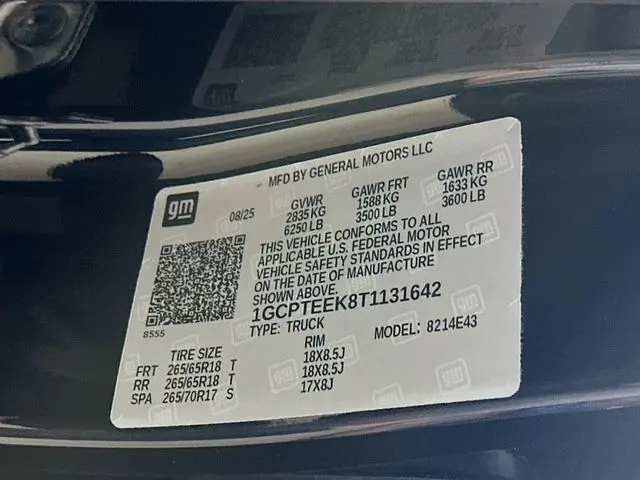 MFD BY GENERAL MOTORS LLC
gm
08/25
GVWR
2835 KG
6250 LB
GAWR FRT
1588 KG
3500 LB
GAWR RR
1633 KG
3600 LB
THIS VEHICLE CONFORMS TO ALL
APPLICABLE U.S. FEDERAL MOTOR
VEHICLE SAFETY STANDARDS IN EFFECT
ON THE DATE OF MANUFACTURE
SHOWN ABOVE.
1GCPTEEK8T1131642
8555
TYPE: TRUCK MODEL: 8214E43
TIRE SIZE RIM
FRT 265/65R18 T 18X8.5J
RR 265/65R18 T 18X8.5J
SPA 265/70R17 S 17X8J